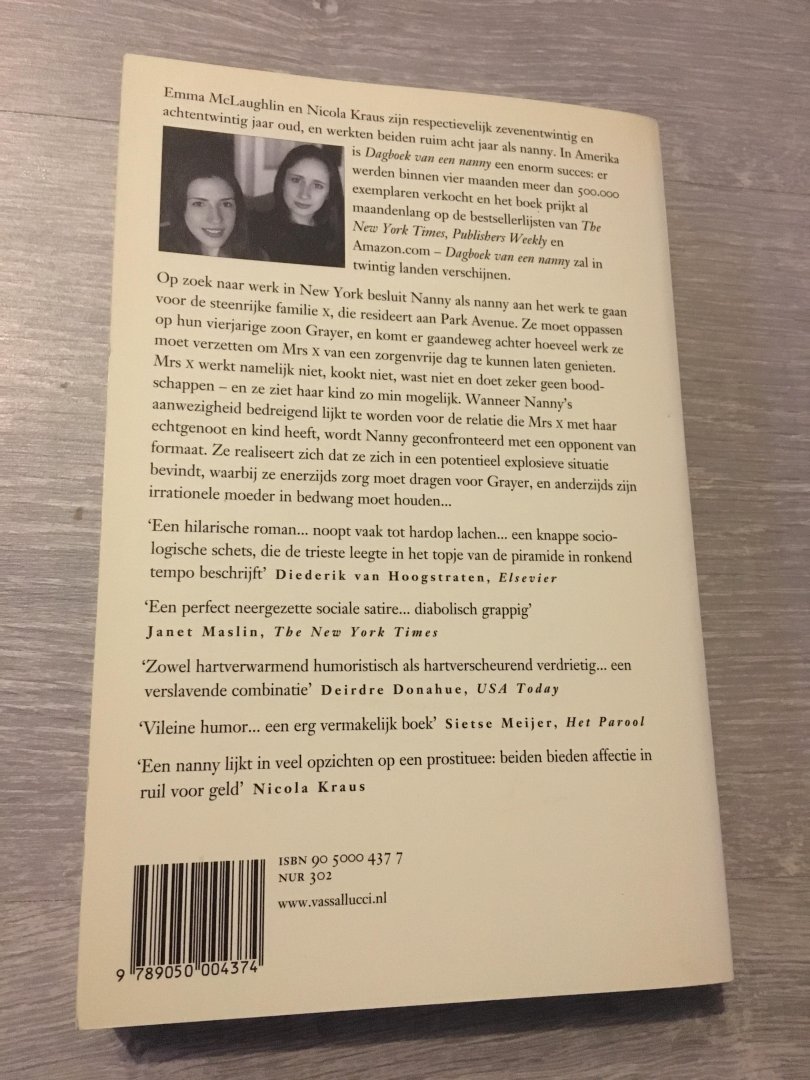 Emma McLaughlin en Nicola Kraus zijn respectievelijk zevenentwintig en
achtentwintig jaar oud, en werkten beiden ruim acht jaar als nanny. In Amerika
is Dagboek van een nanny een enorm succes: er
werden binnen vier maanden meer dan 500.000
exemplaren verkocht en het boek prijkt al
maandenlang op de bestsellerlijsten van The
New York Times, Publishers Weekly en
Amazon.com – Dagboek van een nanny zal in
twintig landen verschijnen.
Op zoek naar werk in New York besluit Nanny als nanny aan het werk te gaan
voor de steenrijke familie X, die resideert aan Park Avenue. Ze moet oppassen
op hun vierjarige zoon Grayer, en komt er gaandeweg achter hoeveel werk ze
moet verzetten om Mrs X van een zorgenvrije dag te kunnen laten genieten.
Mrs X werkt namelijk niet, kookt niet, wast niet en doet zeker geen bood-
schappen – en ze ziet haar kind zo min mogelijk. Wanneer Nanny's
aanwezigheid bedreigend lijkt te worden voor de relatie die Mrs X met haar
echtgenoot en kind heeft, wordt Nanny geconfronteerd met een opponent van
formaat. Ze realiseert zich dat ze zich in een potentieel explosieve situatie
bevindt, waarbij ze enerzijds zorg moet dragen voor Grayer, en anderzijds zijn
irrationele moeder in bedwang moet houden...
'Een hilarische roman... noopt vaak tot hardop lachen... een knappe socio-
logische schets, die de trieste leegte in het topje van de piramide in ronkend
tempo beschrijft' Diederik van Hoogstraten, Elsevier
'Een perfect neergezette sociale satire... diabolisch grappig'
Janet Maslin, The New York Times
'Zowel hartverwarmend humoristisch als hartverscheurend verdrietig... een
verslavende combinatie' Deirdre Donahue, USA Today
'Vileine humor... een erg vermakelijk boek' Sietse Meijer, Het Parool
'Een nanny lijkt in veel opzichten op een prostituee: beiden bieden affectie in
ruil voor geld' Nicola Kraus
ISBN 90 5000 437 7
NUR 302
www.vassallucci.nl
9 789050 004374